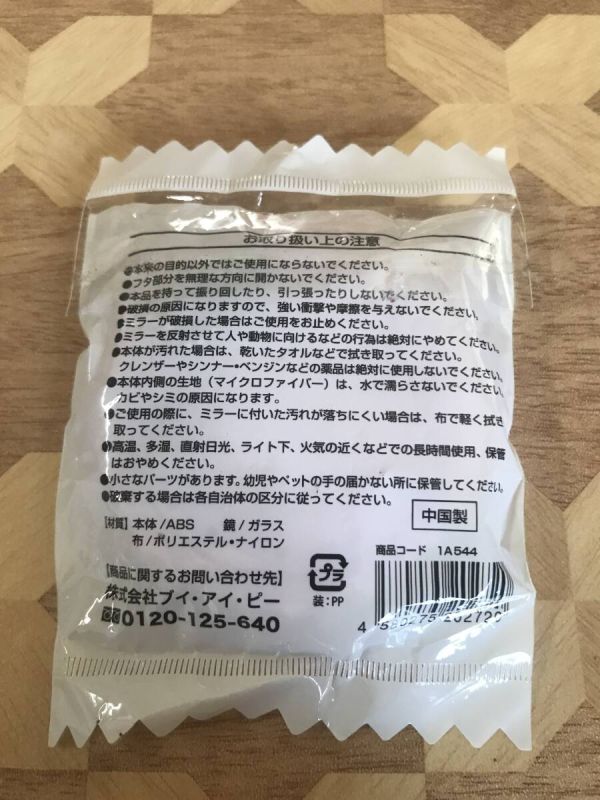 お取り扱い上の注意
●本来の目的以外ではご使用にならないでください。
●フタ部分を無理な方向に開かないでください。
●本品を持って振り回したり、引っ張ったりしないでください。
●破損の原因になりますので、強い衝撃や摩擦を与えないでください。
●ミラーが破損した場合はご使用をお止めください。
●ミラーを反射させて人や動物に向けるなどの行為は絶対にやめてください。
●本体が汚れた場合は、乾いたタオルなどで拭き取ってください。
クレンザーやシンナー・ベンジンなどの薬品は絶対に使用しないでください。
●本体内側の生地(マイクロファイバー)は、水で濡らさないでください。
カビやシミの原因になります。
●ご使用の際に、ミラーに付いた汚れが落ちにくい場合は、布で軽く拭き
取ってください。
●高温、多湿、直射日光、ライト下、火気の近くなどでの長時間使用、保管
はおやめください。
●小さなパーツがあります。幼児やペットの手の届かない所に保管してください。
●破棄する場合は各自治体の区分に従ってください。
【材質】本体/ABS 鏡/ガラス
布/ポリエステル・ナイロン
中国製
【商品に関するお問い合わせ先】
株式会社ブイ・アイ・ピー
0120-125-640
プラ
装:PP
商品コード 1A544